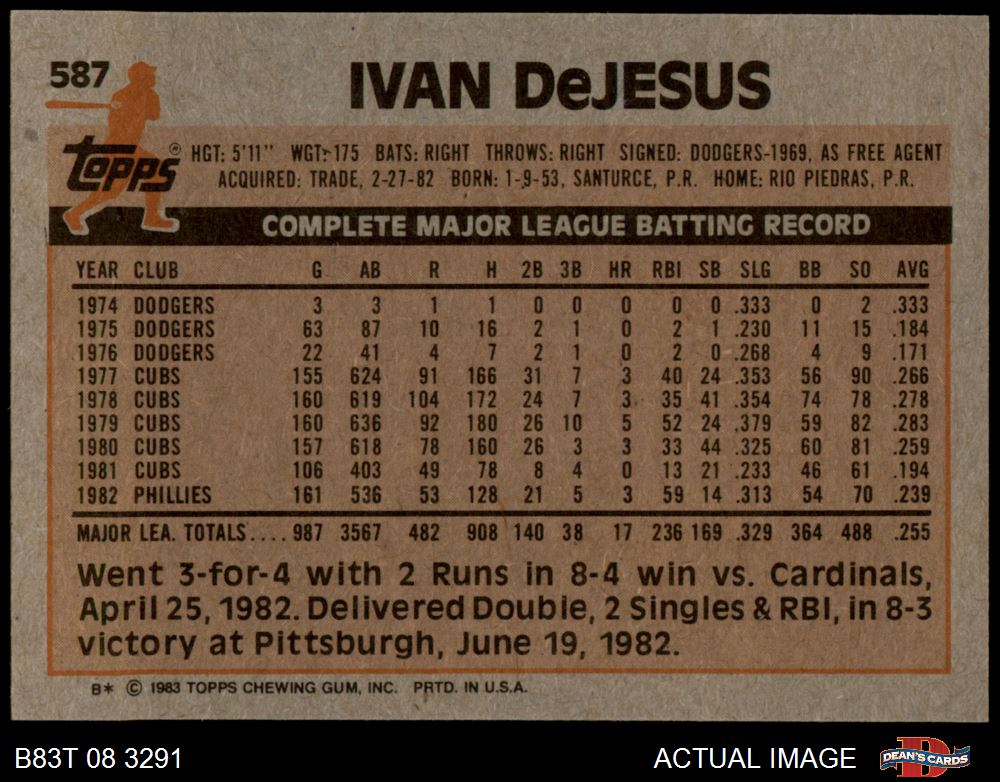 587
IVAN DeJESUS
topps®
HGT: 5'11" WGT: 175 BATS: RIGHT THROWS: RIGHT SIGNED: DODGERS-1969, AS FREE AGENT
ACQUIRED: TRADE, 2-27-82 BORN: 1-9-53, SANTURCE, P.R. HOME: RIO PIEDRAS, P.R.
COMPLETE MAJOR LEAGUE BATTING RECORD
YEAR CLUB G AB R H 2B 3B HR RBI SB SLG BB SO AVG
1974 DODGERS 3 3 1 1 0 0 0 0 0 .333 0 2 .333
1975 DODGERS 63 87 10 16 2 1 0 2 1 .230 11 15 .184
1976 DODGERS 22 41 4 7 2 1 0 2 0 .268 4 9 .171
1977 CUBS 155 624 91 166 31 7 3 40 24 .353 56 90 .266
1978 CUBS 160 619 104 172 24 7 3 35 41 .354 74 78 .278
1979 CUBS 160 636 92 180 26 10 5 52 24 .379 59 82 .283
1980 CUBS 157 618 78 160 26 3 3 33 44 .325 60 81 .259
1981 CUBS 106 403 49 78 8 4 0 13 21 .233 46 61 .194
1982 PHILLIES 161 536 53 128 21 5 3 59 14 .313 54 70 .239
MAJOR LEA. TOTALS.... 987 3567 482 908 140 38 17 236 169 .329 364 488 .255
Went 3-for-4 with 2 Runs in 8-4 win vs. Cardinals,
April 25, 1982. Delivered Double, 2 Singles & RBI, in 8-3
victory at Pittsburgh, June 19, 1982.
B* © 1983 TOPPS CHEWING GUM, INC. PRTD. IN U.S.A.
B83T 08 3291
ACTUAL IMAGE
DEAN'S CARDS